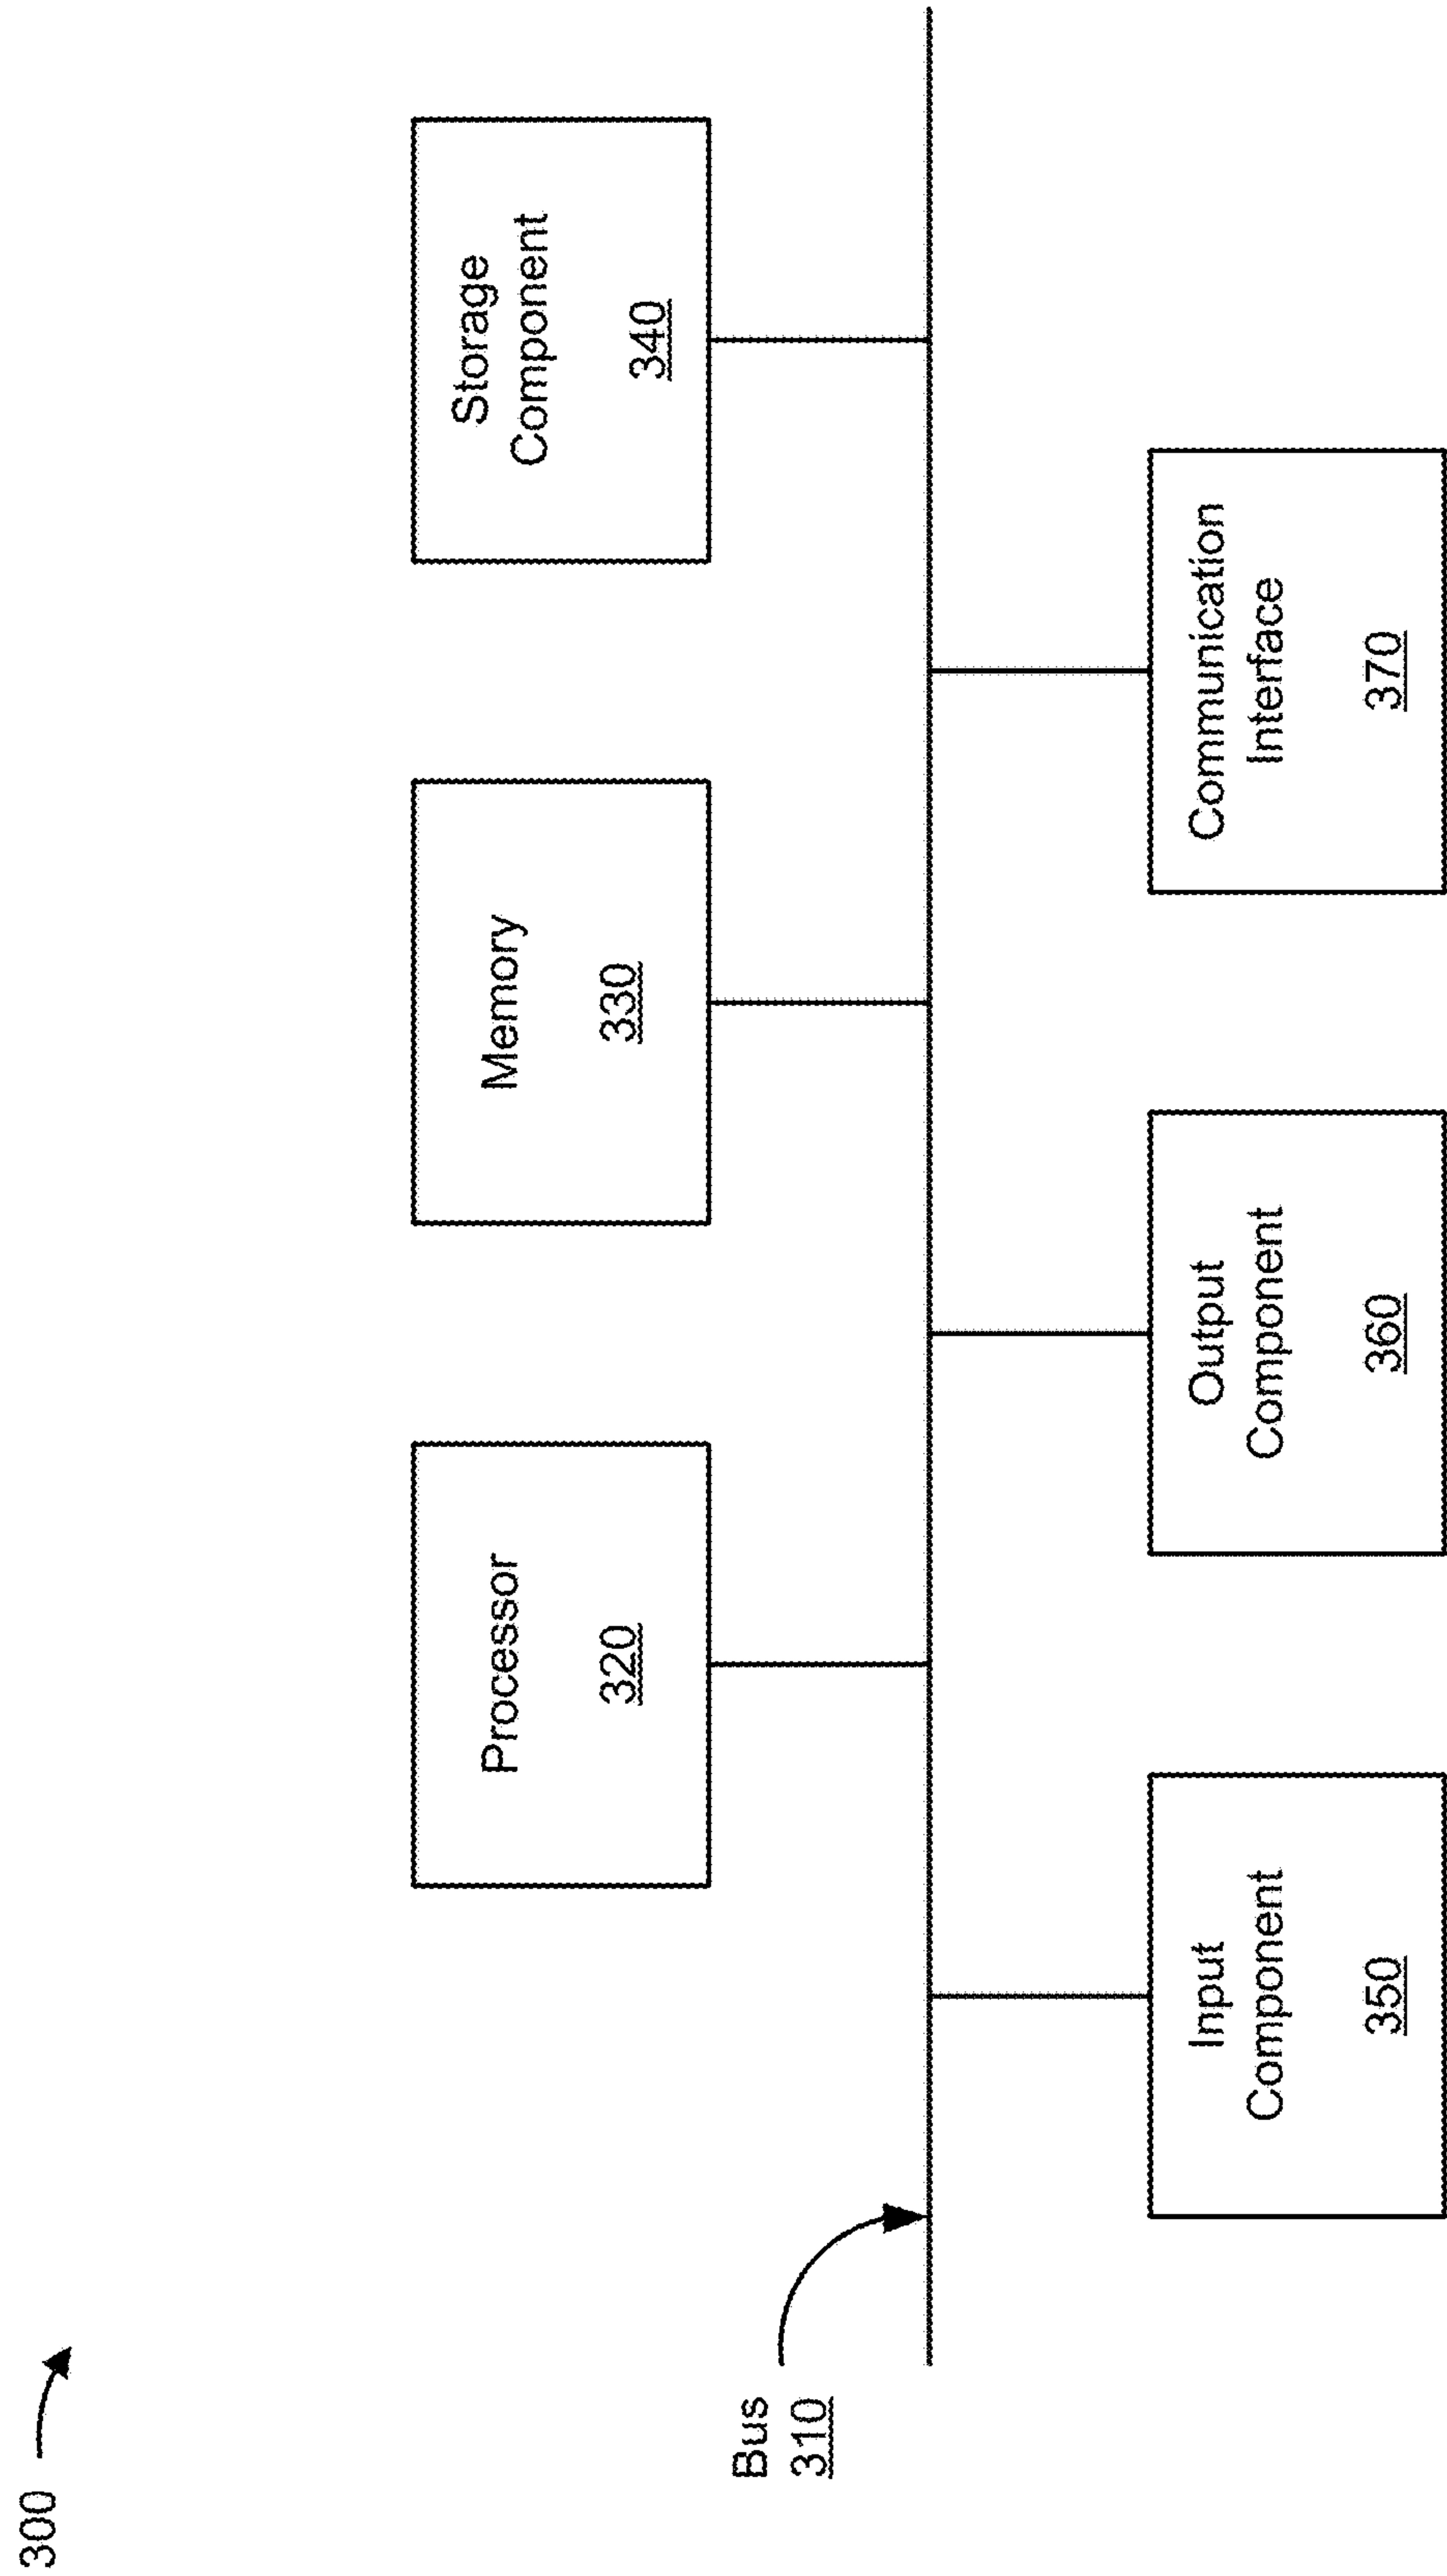 300
Processor
320
Memory
330
Storage
Component
340
Bus
310
Input
Component
350
Output
Component
360
Communication
Interface
370